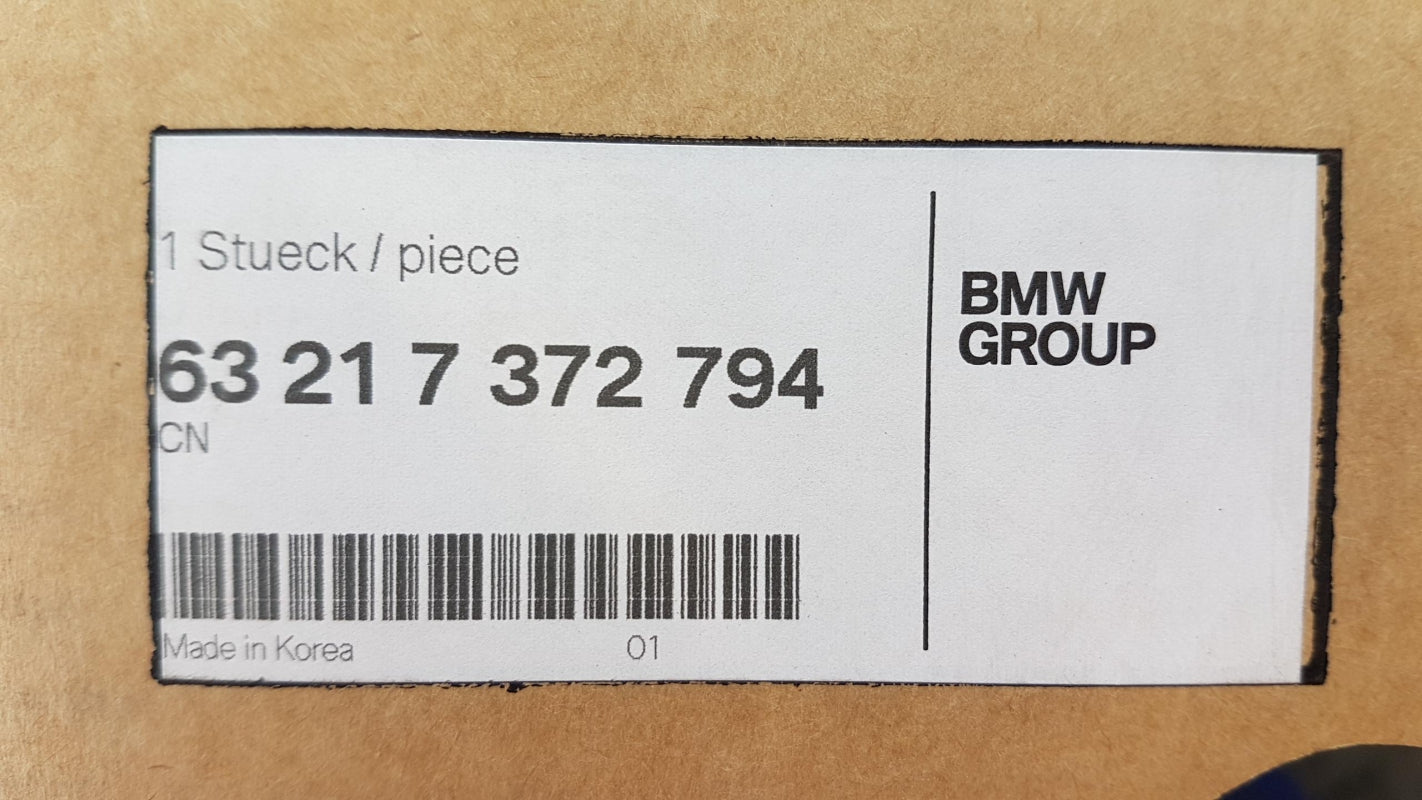 1 Stueck / piece
63 21 7 372 794
CN
Made in Korea 01
BMW
GROUP